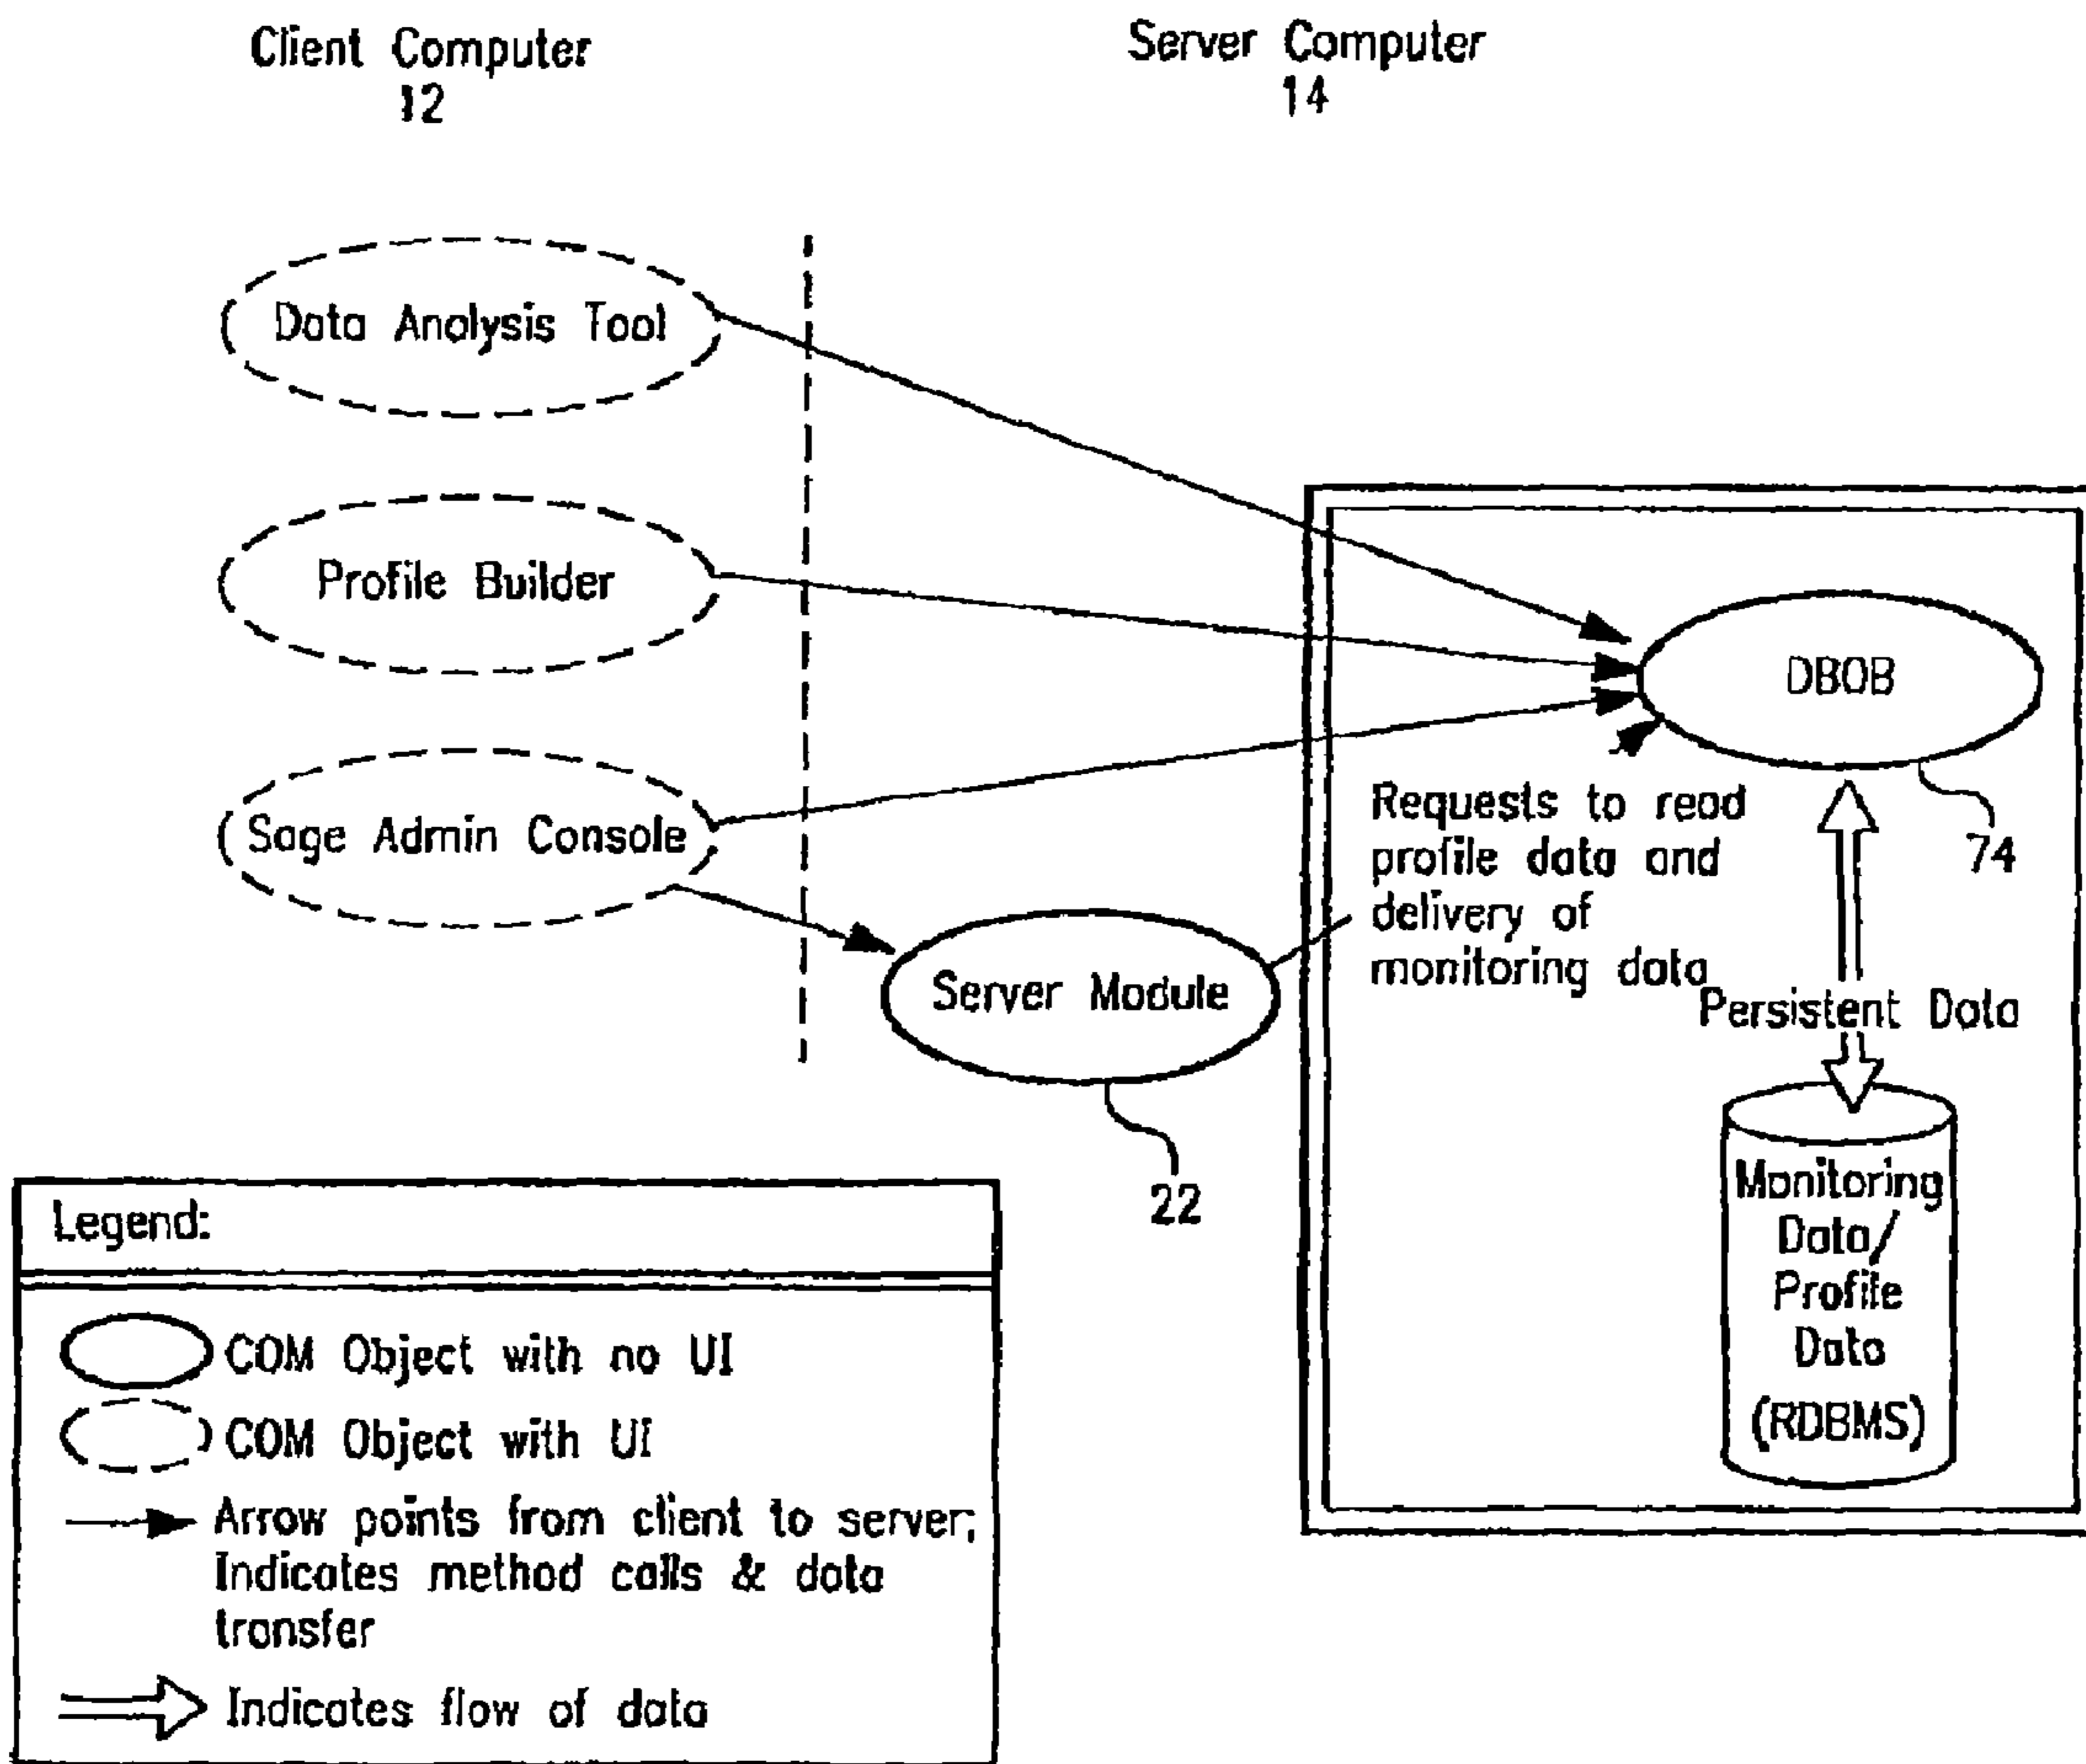 Client Computer
12
Server Computer
14
Data Analysis Tool
Profile Builder
Sage Admin Console
Server Module
22
DBOB
74
Requests to read
profile data and
delivery of
monitoring data
Persistent Data
Monitoring
Data/
Profile
Data
(RDBMS)
Legend:
COM Object with no UI
COM Object with UI
Arrow points from client to server;
Indicates method calls & data
transfer
Indicates flow of data